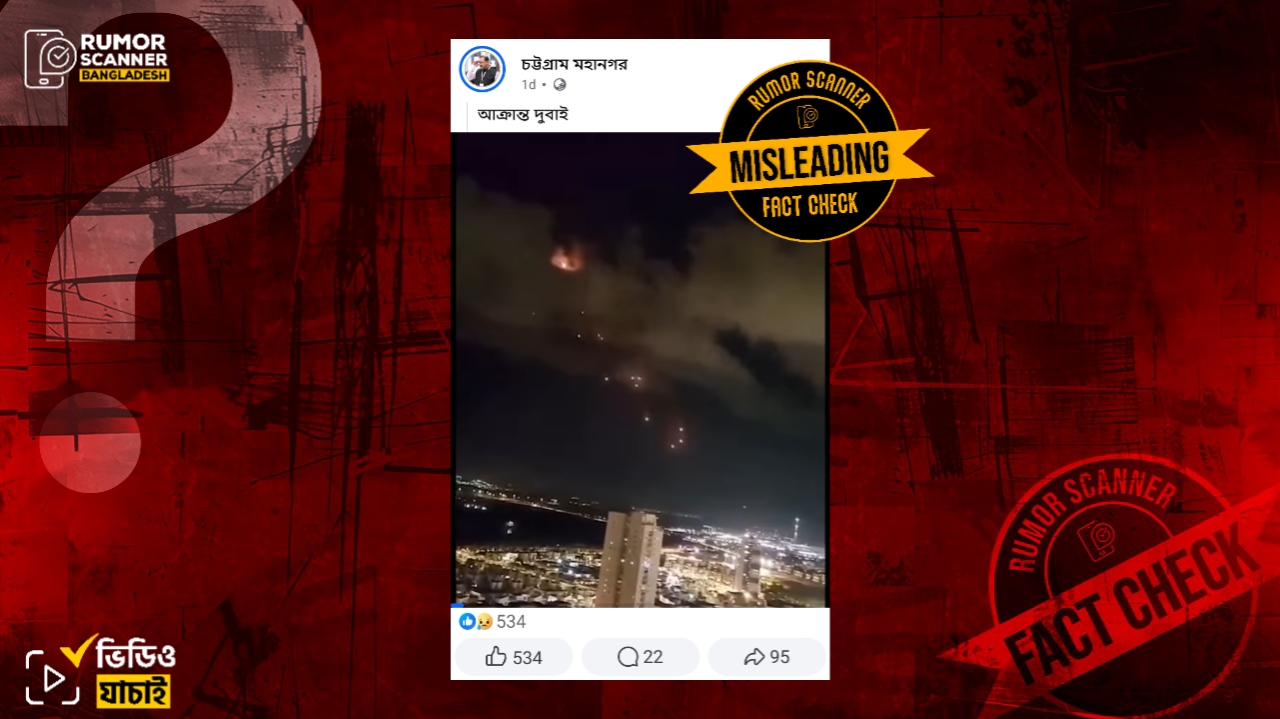 RUMOR
SCANNER
BANGLADESH
চট্টগ্রাম মহানগর
1d
আক্রান্ত দুবাই
RUMOR SCANNER
MISLEADING
FACT CHECK
534
534
22
95
RUMOR SCANNER
FACT CHECK
ভিডিও
যাচাই